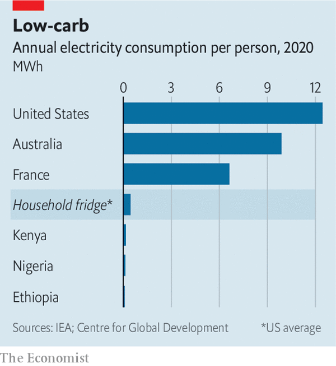 Low-carb
Annual electricity consumption per person, 2020
MWh
0 3 6 9 12
United States
Australia
France
Household fridge*
Kenya
Nigeria
Ethiopia
Sources: IEA; Centre for Global Development *US average
The Economist